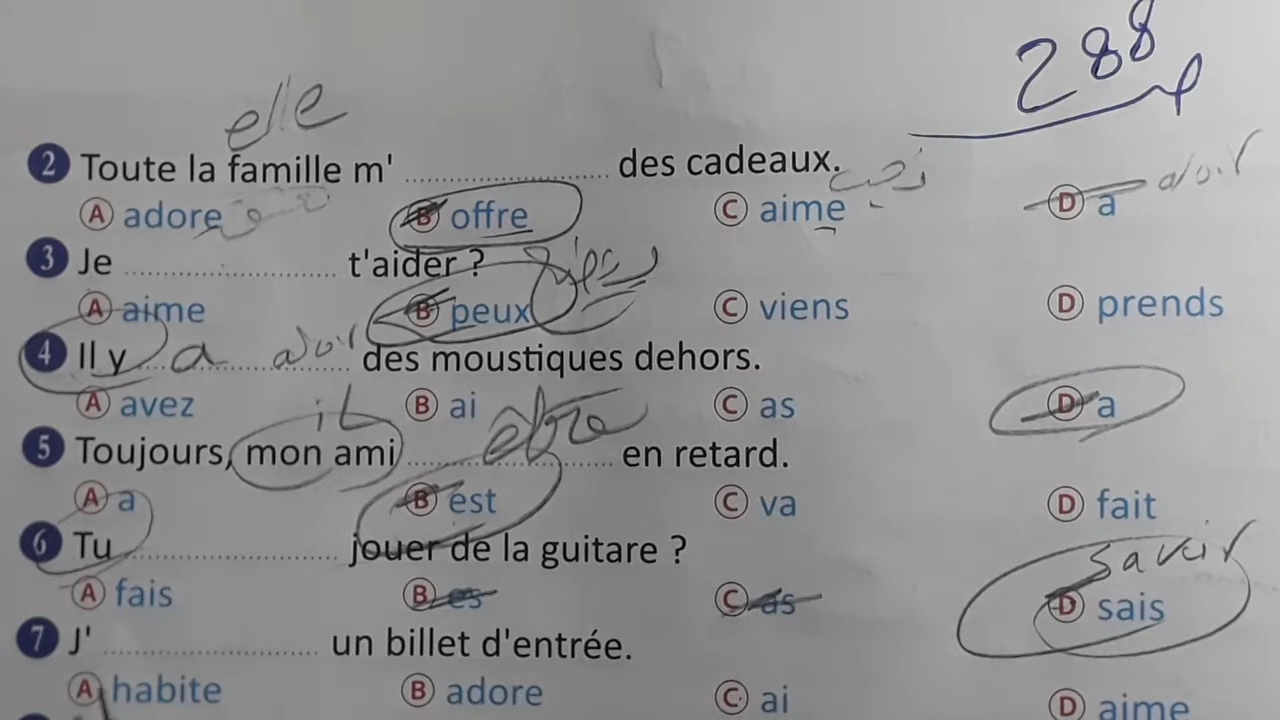 288
elle
2 Toute la famille m' .................... des cadeaux.
A adore B offre C aime D a avoir
3 Je .................... t'aider ?
A aime B peux C viens D prends
4 Il y a avoir des moustiques dehors.
A avez B ai C as D a
il être
5 Toujours, mon ami .................... en retard.
A a B est C va D fait
6 Tu .................... jouer de la guitare ?
savoir
A fais B es C as D sais
7 J' .................... un billet d'entrée.
A habite B adore C ai D aime